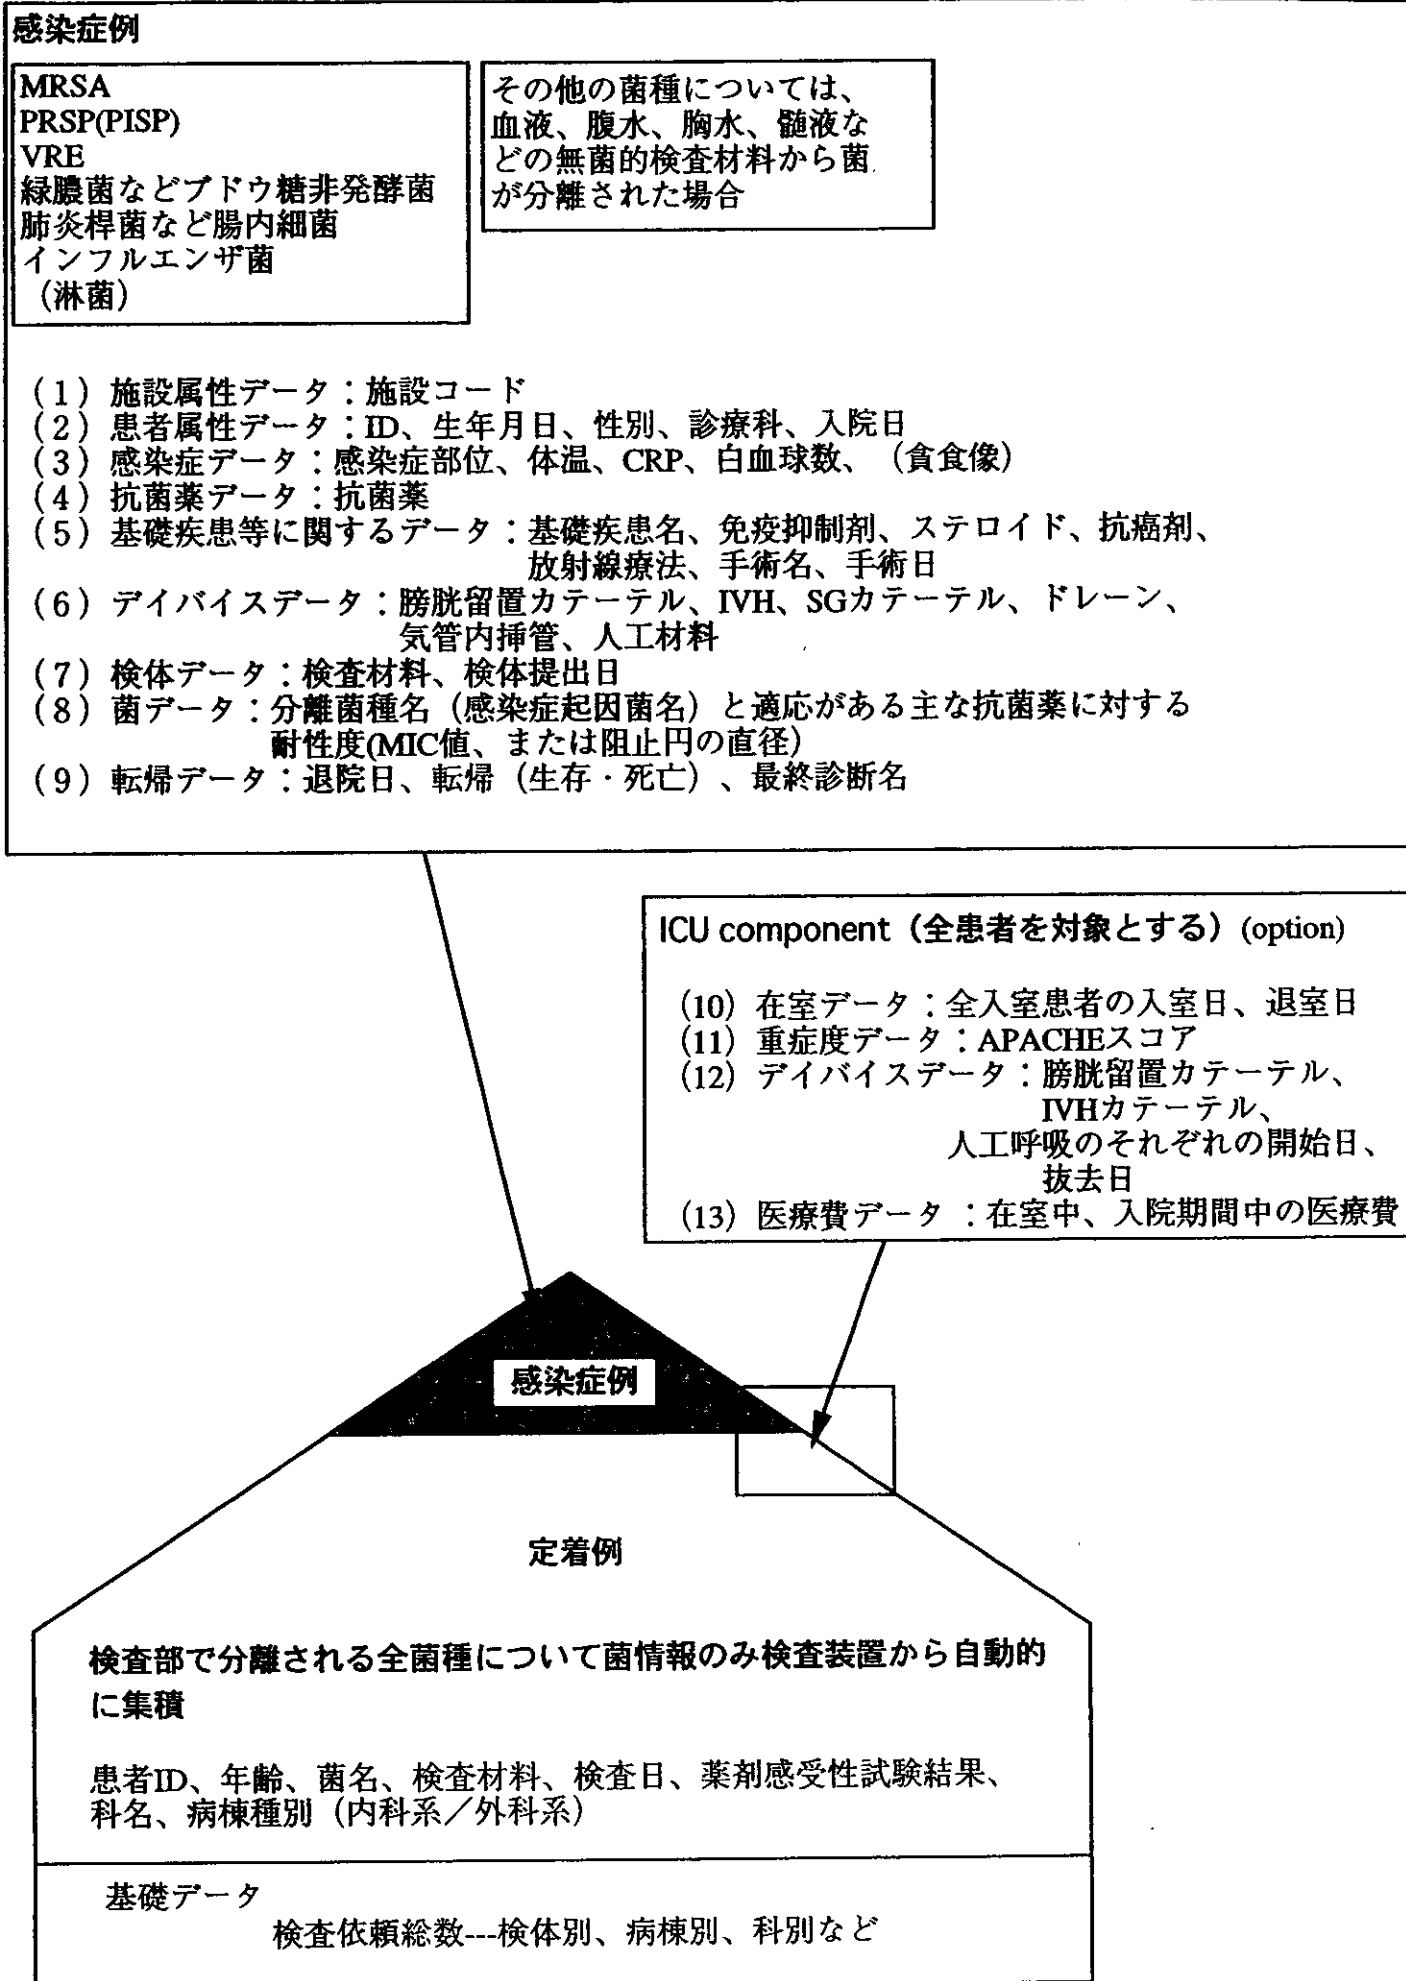 感染症例
MRSA
PRSP(PISP)
VRE
緑膿菌などブドウ糖非発酵菌
肺炎桿菌など腸内細菌
インフルエンザ菌
（淋菌）
その他の菌種については、
血液、腹水、胸水、髄液な
どの無菌的検査材料から菌
が分離された場合
（1）施設属性データ：施設コード
（2）患者属性データ：ID、生年月日、性別、診療科、入院日
（3）感染症データ：感染症部位、体温、CRP、白血球数、（貪食像）
（4）抗菌薬データ：抗菌薬
（5）基礎疾患等に関するデータ：基礎疾患名、免疫抑制剤、ステロイド、抗癌剤、
放射線療法、手術名、手術日
（6）デイバイスデータ：膀胱留置カテーテル、IVH、SGカテーテル、ドレーン、
気管内挿管、人工材料
（7）検体データ：検査材料、検体提出日
（8）菌データ：分離菌種名（感染症起因菌名）と適応がある主な抗菌薬に対する
耐性度(MIC値、または阻止円の直径）
（9）転帰データ：退院日、転帰（生存・死亡）、最終診断名
ICU component（全患者を対象とする）(option)
（10）在室データ：全入室患者の入室日、退室日
（11）重症度データ：APACHEスコア
（12）デイバイスデータ：膀胱留置カテーテル、
IVHカテーテル、
人工呼吸のそれぞれの開始日、
抜去日
（13）医療費データ：在室中、入院期間中の医療費
感染症例
定着例
検査部で分離される全菌種について菌情報のみ検査装置から自動的
に集積
患者ID、年齢、菌名、検査材料、検査日、薬剤感受性試験結果、
科名、病棟種別（内科系／外科系）
基礎データ
検査依頼総数---検体別、病棟別、科別など